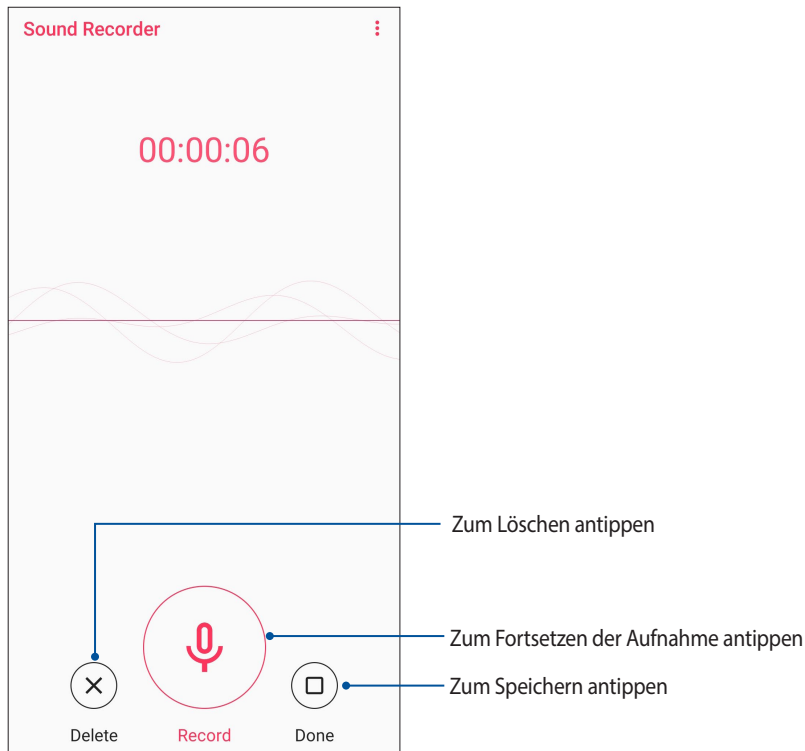 Sound Recorder
00:00:06
Zum Löschen antippen
Zum Fortsetzen der Aufnahme antippen
Zum Speichern antippen
Delete Record Done